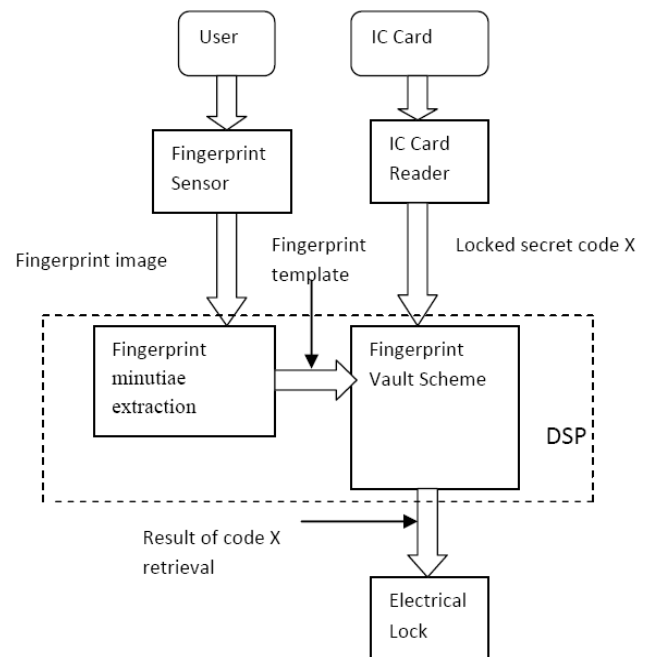 User
IC Card
Fingerprint
Sensor
IC Card
Reader
Fingerprint image
Fingerprint
template
Locked secret code X
Fingerprint
minutiae
extraction
Fingerprint
Vault Scheme
DSP
Result of code X
retrieval
Electrical
Lock